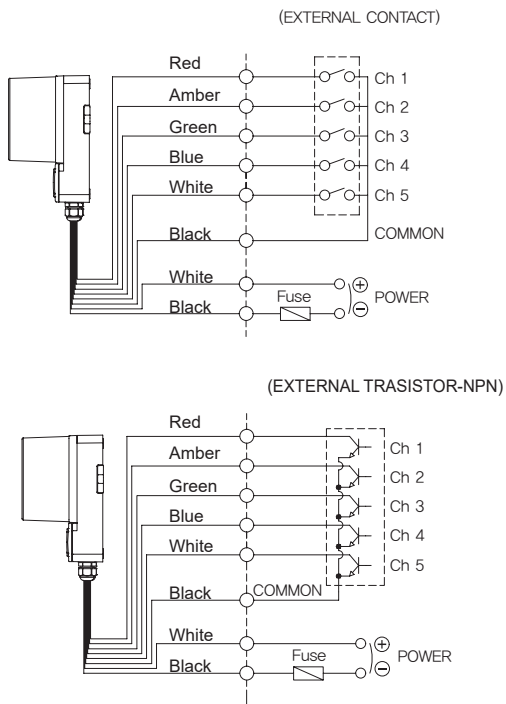 (EXTERNAL CONTACT)
Red
Ch 1
Amber
Ch 2
Green
Ch 3
Blue
Ch 4
White
Ch 5
Black
COMMON
White
⊕
Fuse
POWER
Black
⊖
(EXTERNAL TRASISTOR-NPN)
Red
Ch 1
Amber
Ch 2
Green
Ch 3
Blue
Ch 4
White
Ch 5
Black
COMMON
White
⊕
Fuse
POWER
Black
⊖